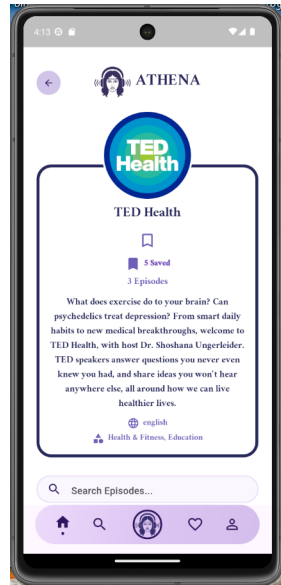 4:13
ATHENA
TED
Health
TED Health
5 Saved
3 Episodes
What does exercise do to your brain? Can
psychedelics treat depression? From smart daily
habits to new medical breakthroughs, welcome to
TED Health, with host Dr. Shoshana Ungerleider.
TED speakers answer questions you never even
knew you had, and share ideas you won't hear
anywhere else, all around how we can live
healthier lives.
english
Health & Fitness, Education
Search Episodes...